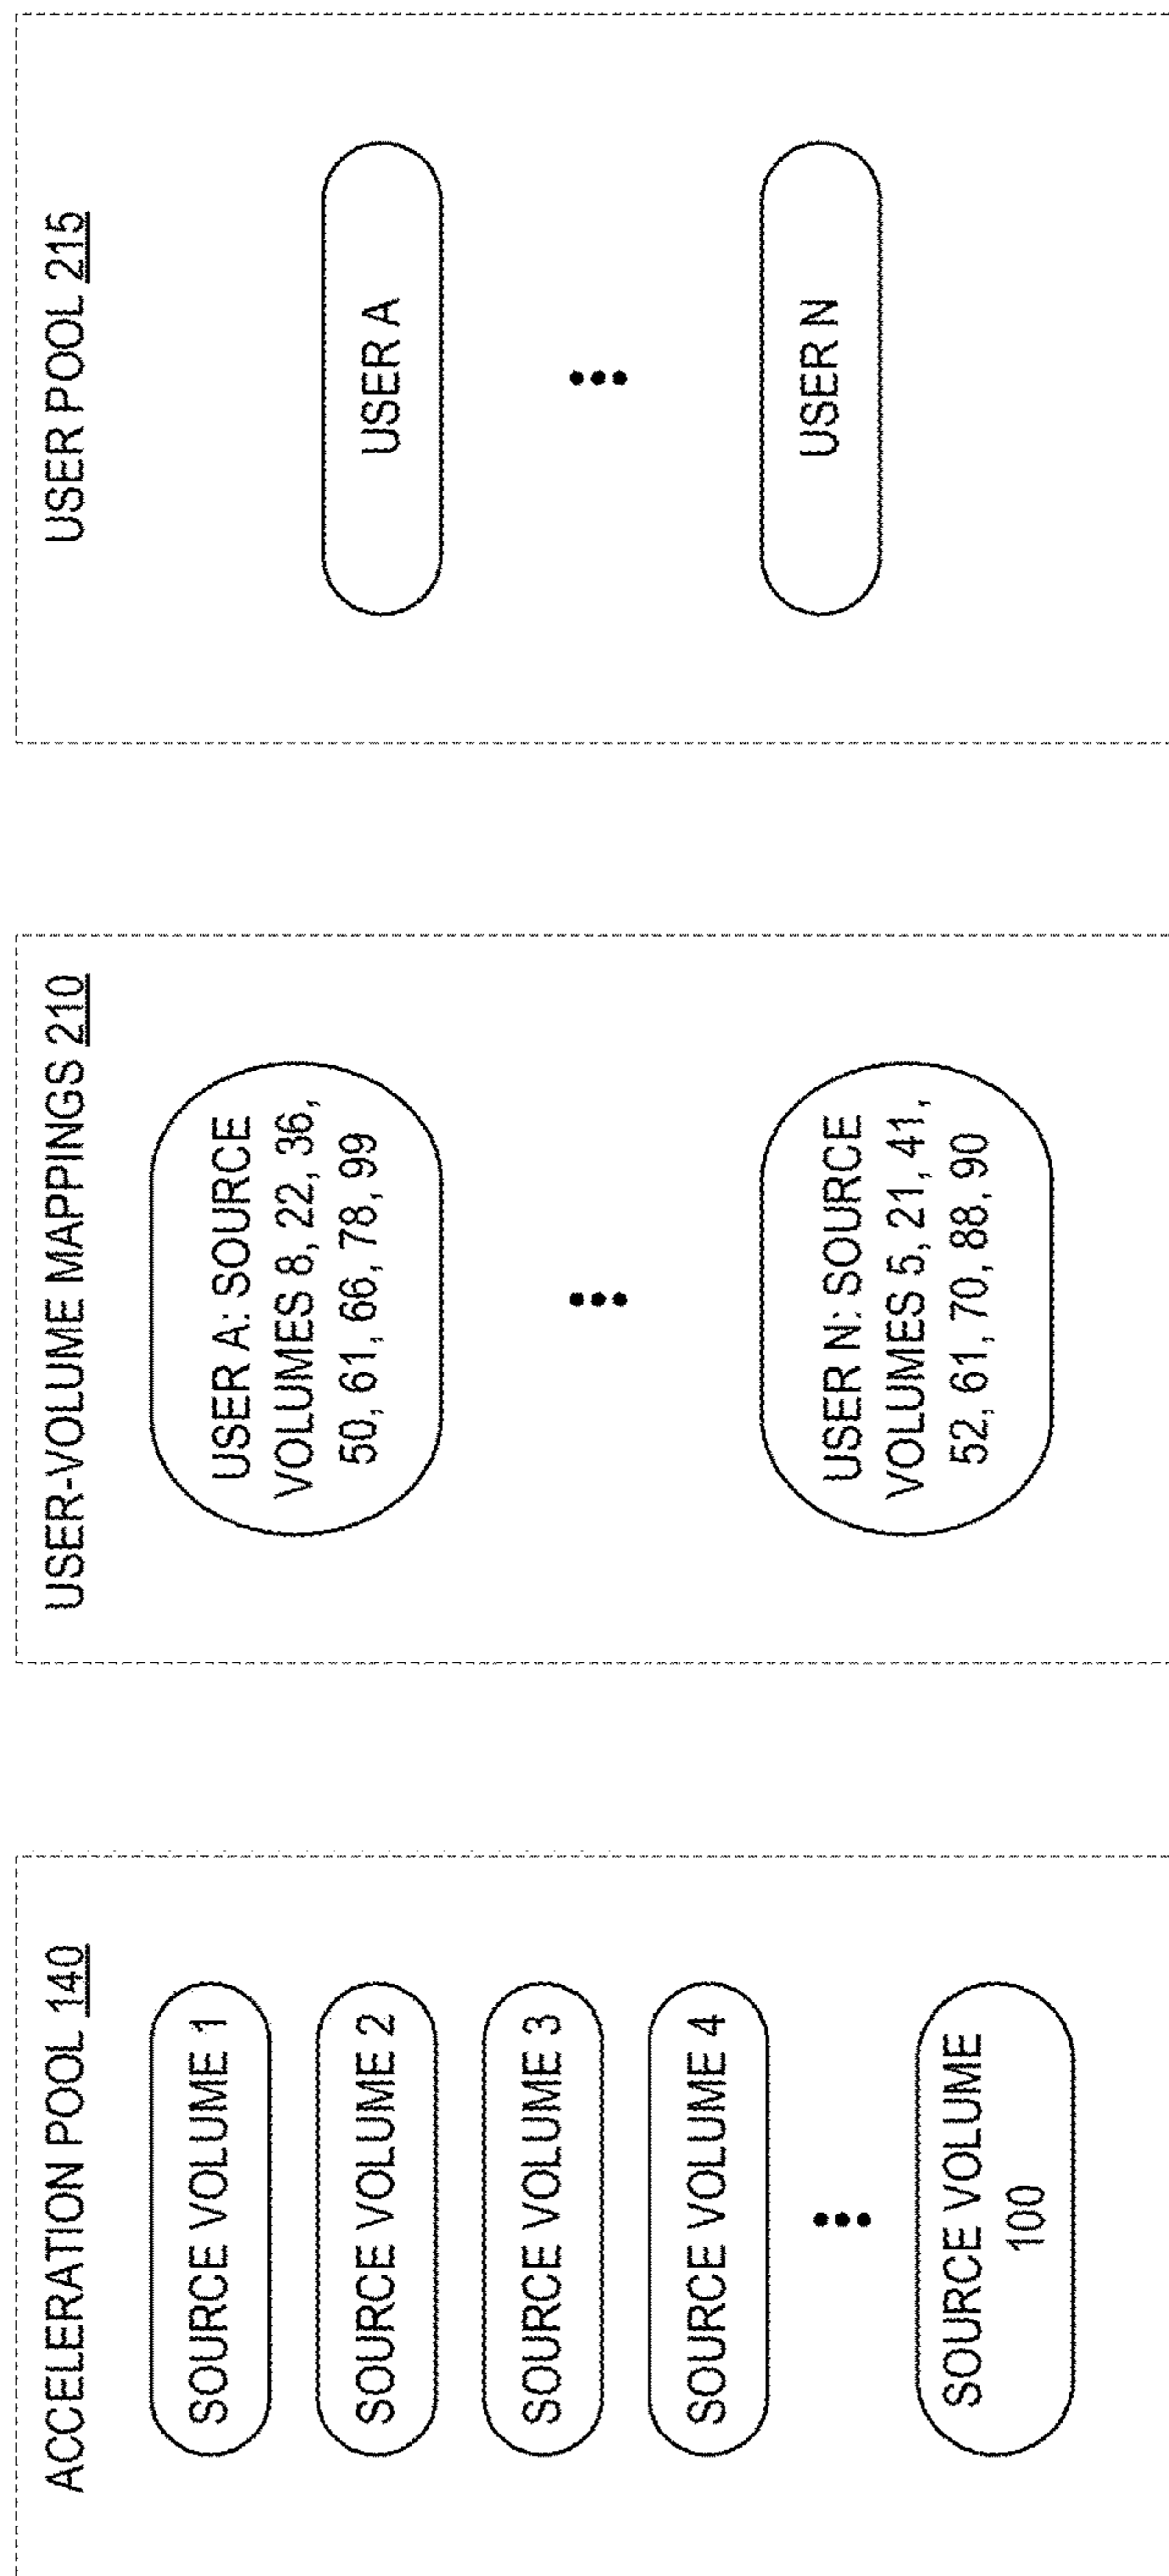 ACCELERATION POOL 140
SOURCE VOLUME 1
SOURCE VOLUME 2
SOURCE VOLUME 3
SOURCE VOLUME 4
SOURCE VOLUME
100
USER-VOLUME MAPPINGS 210
USER A: SOURCE
VOLUMES 8, 22, 36,
50, 61, 66, 78, 99
USER N: SOURCE
VOLUMES 5, 21, 41,
52, 61, 70, 88, 90
USER POOL 215
USER A
USER N